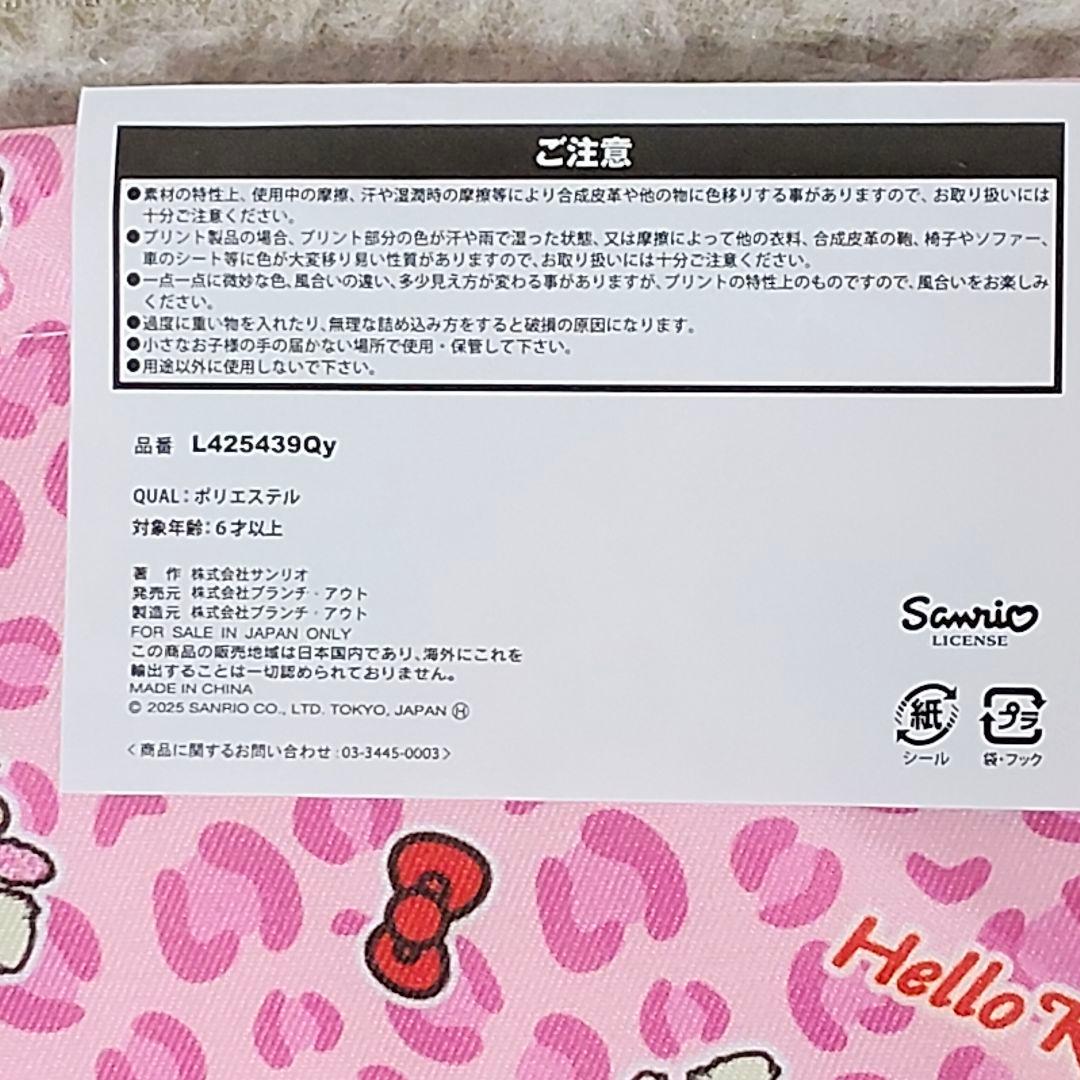 ご注意
●素材の特性上、使用中の摩擦、汗や湿潤時の摩擦等により合成皮革や他の物に色移りする事がありますので、お取り扱いには
十分ご注意ください。
●プリント製品の場合、プリント部分の色が汗や雨で湿った状態、又は摩擦によって他の衣料、合成皮革の鞄、椅子やソファー、
車のシート等に色が大変移り見い性質がありますので、お取り扱いには十分ご注意ください。
●一点一点に微妙な色、風合いの違い、多少見え方が変わる事がありますが、プリントの特性上のものですので、風合いをお楽しみ
ください。
●過度に重い物を入れたり、無理な詰め込み方をすると破損の原因になります。
●小さなお子様の手の届かない場所で使用・保管して下さい。
●用途以外に使用しないで下さい。
品番 L425439Qy
QUAL：ポリエステル
対象年齢：6才以上
著 作 株式会社サンリオ
発売元 株式会社ブランチ・アウト
製造元 株式会社ブランチ・アウト
FOR SALE IN JAPAN ONLY
この商品の販売地域は日本国内であり、海外にこれを
輸出することは一切認められておりません。
MADE IN CHINA
© 2025 SANRIO CO., LTD. TOKYO, JAPAN Ⓗ
＜商品に関するお問い合わせ：03-3445-0003＞
Sanrio
LICENSE
紙 プラ
シール 袋・フック
Hello K